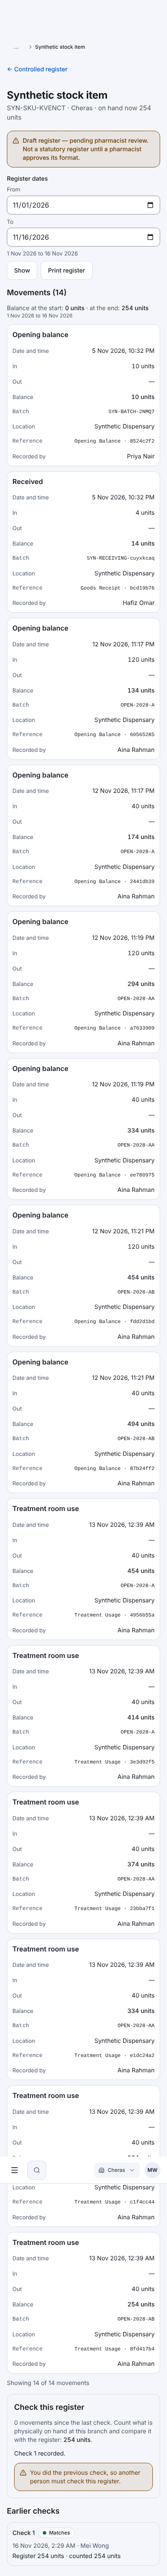 ... > Synthetic stock item
← Controlled register
Synthetic stock item
SYN-SKU-KVENCT · Cheras · on hand now 254
units
Draft register — pending pharmacist review.
Not a statutory register until a pharmacist
approves its format.
Register dates
From
11/01/2026
To
11/16/2026
1 Nov 2026 to 16 Nov 2026
Show
Print register
Movements (14)
Balance at the start: 0 units · at the end: 254 units
1 Nov 2026 to 16 Nov 2026
Opening balance
Date and time 5 Nov 2026, 10:32 PM
In 10 units
Out —
Balance 10 units
Batch SYN-BATCH-2NMQ7
Location Synthetic Dispensary
Reference Opening Balance · 8524c2f2
Recorded by Priya Nair
Received
Date and time 5 Nov 2026, 10:32 PM
In 4 units
Out —
Balance 14 units
Batch SYN-RECEIVING-cuyxkcaq
Location Synthetic Dispensary
Reference Goods Receipt · bcd19b76
Recorded by Hafiz Omar
Opening balance
Date and time 12 Nov 2026, 11:17 PM
In 120 units
Out —
Balance 134 units
Batch OPEN-2028-A
Location Synthetic Dispensary
Reference Opening Balance · 60565285
Recorded by Aina Rahman
Opening balance
Date and time 12 Nov 2026, 11:17 PM
In 40 units
Out —
Balance 174 units
Batch OPEN-2028-A
Location Synthetic Dispensary
Reference Opening Balance · 2441db39
Recorded by Aina Rahman
Opening balance
Date and time 12 Nov 2026, 11:19 PM
In 120 units
Out —
Balance 294 units
Batch OPEN-2028-AA
Location Synthetic Dispensary
Reference Opening Balance · a7633909
Recorded by Aina Rahman
Opening balance
Date and time 12 Nov 2026, 11:19 PM
In 40 units
Out —
Balance 334 units
Batch OPEN-2028-AA
Location Synthetic Dispensary
Reference Opening Balance · ee780975
Recorded by Aina Rahman
Opening balance
Date and time 12 Nov 2026, 11:21 PM
In 120 units
Out —
Balance 454 units
Batch OPEN-2028-AB
Location Synthetic Dispensary
Reference Opening Balance · fdd2d1bd
Recorded by Aina Rahman
Opening balance
Date and time 12 Nov 2026, 11:21 PM
In 40 units
Out —
Balance 494 units
Batch OPEN-2028-AB
Location Synthetic Dispensary
Reference Opening Balance · 87b24ff2
Recorded by Aina Rahman
Treatment room use
Date and time 13 Nov 2026, 12:39 AM
In —
Out 40 units
Balance 454 units
Batch OPEN-2028-A
Location Synthetic Dispensary
Reference Treatment Usage · 4956b55a
Recorded by Aina Rahman
Treatment room use
Date and time 13 Nov 2026, 12:39 AM
In —
Out 40 units
Balance 414 units
Batch OPEN-2028-A
Location Synthetic Dispensary
Reference Treatment Usage · 3e3d92f5
Recorded by Aina Rahman
Treatment room use
Date and time 13 Nov 2026, 12:39 AM
In —
Out 40 units
Balance 374 units
Batch OPEN-2028-AA
Location Synthetic Dispensary
Reference Treatment Usage · 23bba7f1
Recorded by Aina Rahman
Treatment room use
Date and time 13 Nov 2026, 12:39 AM
In —
Out 40 units
Balance 334 units
Batch OPEN-2028-AA
Location Synthetic Dispensary
Reference Treatment Usage · e1dc24a2
Recorded by Aina Rahman
Treatment room use
Date and time 13 Nov 2026, 12:39 AM
In —
Out 40 units
Cheras
MW
Location Synthetic Dispensary
Reference Treatment Usage · c1f4cc44
Recorded by Aina Rahman
Treatment room use
Date and time 13 Nov 2026, 12:39 AM
In —
Out 40 units
Balance 254 units
Batch OPEN-2028-AB
Location Synthetic Dispensary
Reference Treatment Usage · 8fd417b4
Recorded by Aina Rahman
Showing 14 of 14 movements
Check this register
0 movements since the last check. Count what is
physically on hand at this branch and compare it
with the register: 254 units.
Check 1 recorded.
You did the previous check, so another
person must check this register.
Earlier checks
Check 1 Matches
16 Nov 2026, 2:29 AM · Mei Wong
Register 254 units · counted 254 units